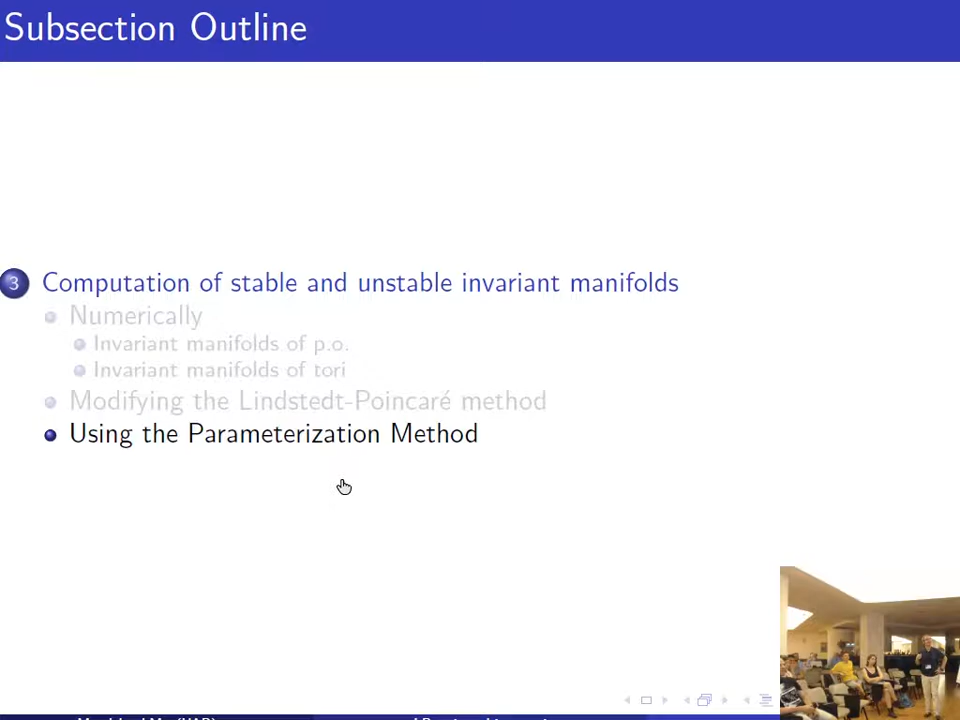 Subsection Outline
3 Computation of stable and unstable invariant manifolds
Numerically
Invariant manifolds of p.o.
Invariant manifolds of tori
Modifying the Lindstedt-Poincaré method
Using the Parameterization Method